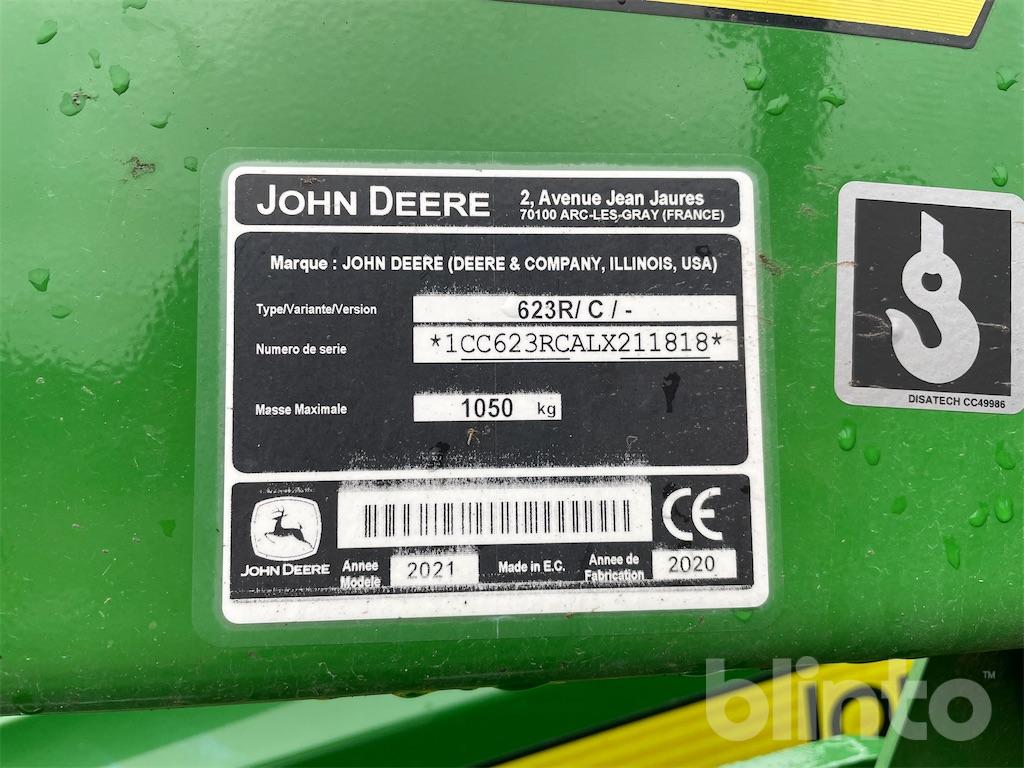 JOHN DEERE
2, Avenue Jean Jaures
70100 ARC-LES-GRAY (FRANCE)
Marque : JOHN DEERE (DEERE & COMPANY, ILLINOIS, USA)
Type/Variante/Version 623R/ C / -
Numero de serie *1CC623RCALX211818*
Masse Maximale 1050 kg
JOHN DEERE
Annee Modele 2021
Made in E.C.
Annee de Fabrication 2020
CE
DISATECH CC49986
blinto™